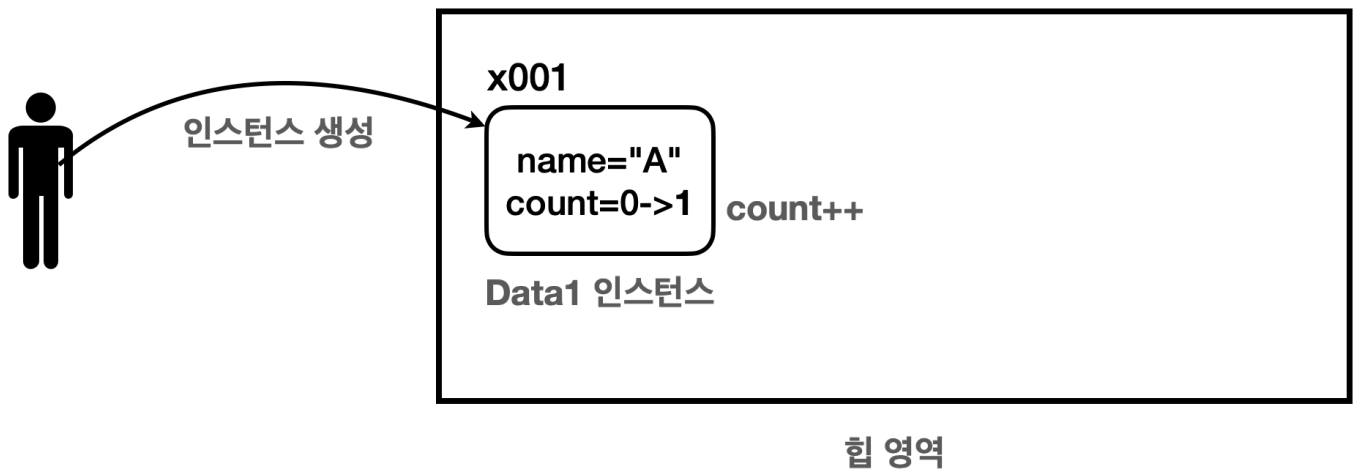 x001
인스턴스 생성
name="A"
count=0->1
count++
Data1 인스턴스
힙 영역